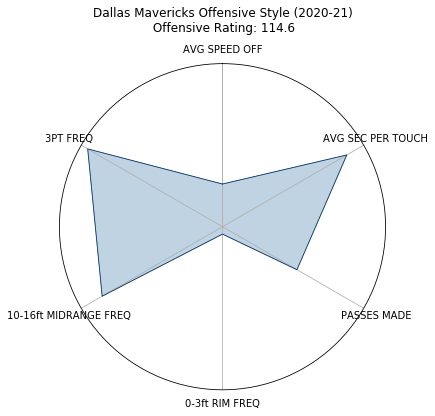 Dallas Mavericks Offensive Style (2020-21)
Offensive Rating: 114.6
AVG SPEED OFF
3PT FREQ
AVG SEC PER TOUCH
10-16ft MIDRANGE FREQ
PASSES MADE
0-3ft RIM FREQ